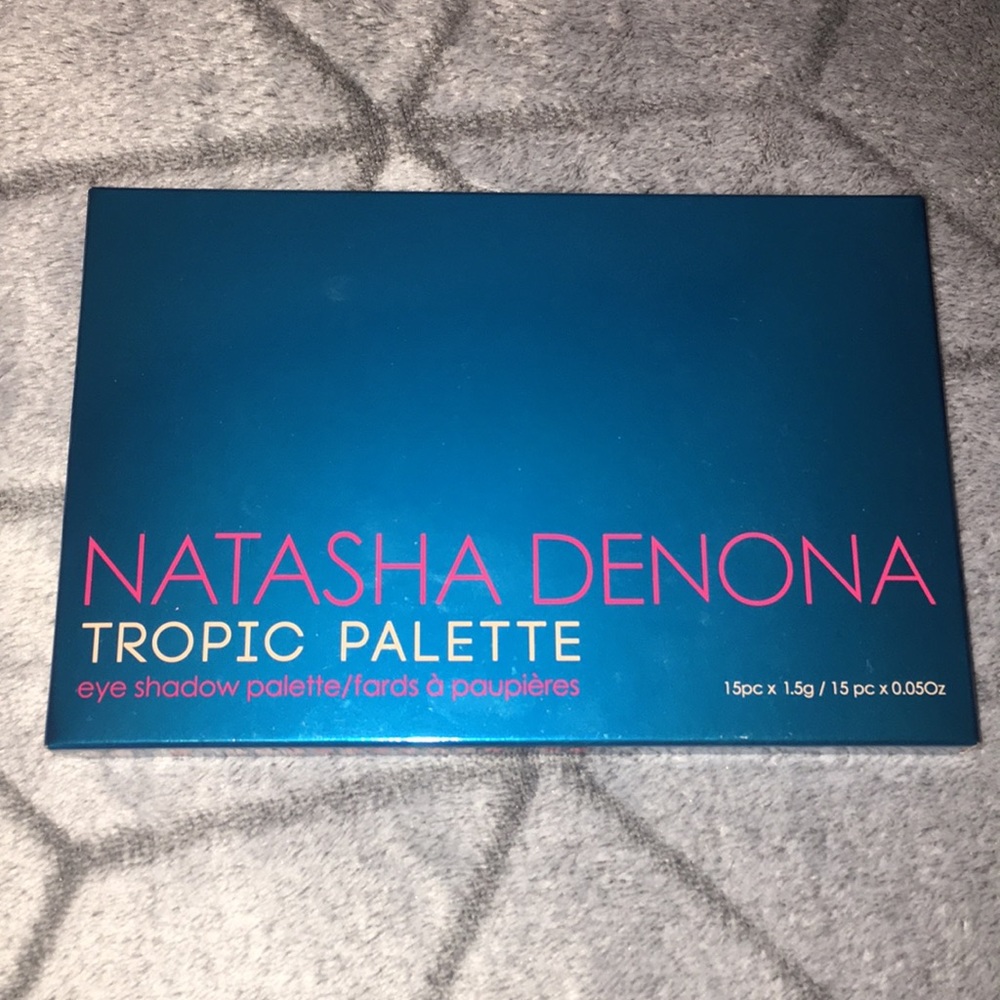 NATASHA DENONA
TROPIC PALETTE
eye shadow palette/fards à paupières
15pc x 1.5g / 15 pc x 0.05Oz